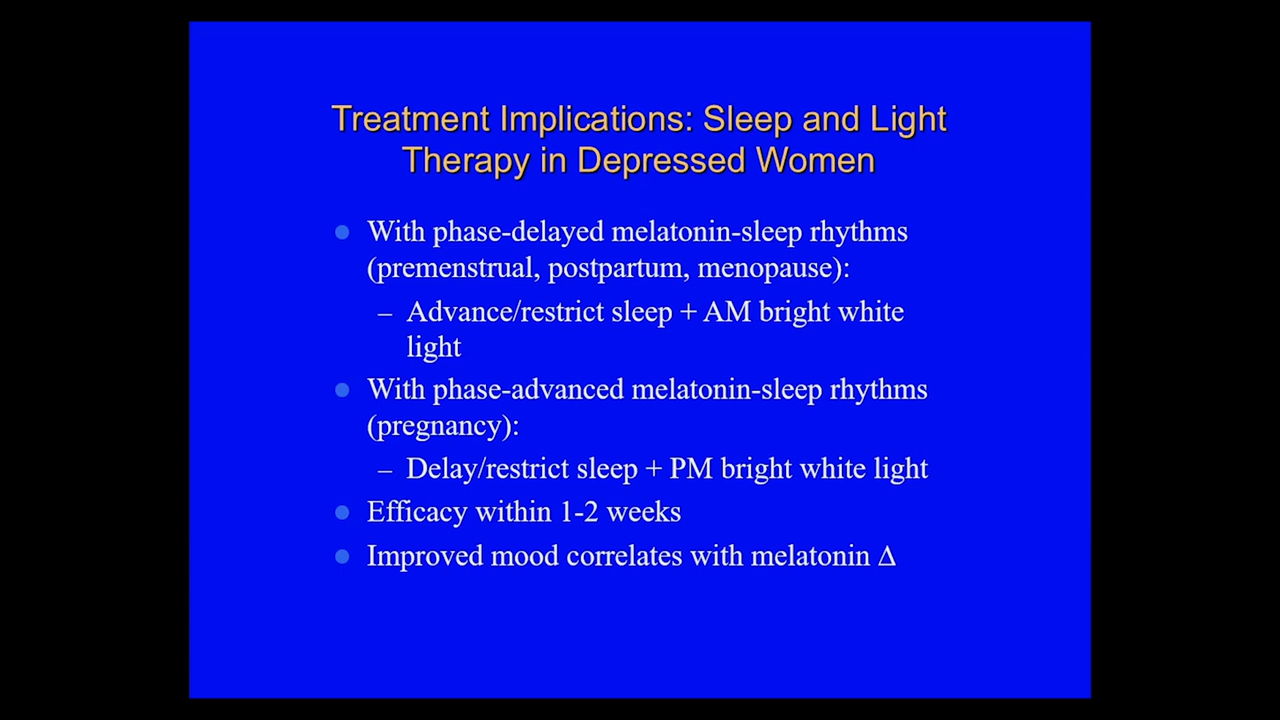 Treatment Implications: Sleep and Light
Therapy in Depressed Women
With phase-delayed melatonin-sleep rhythms
(premenstrual, postpartum, menopause):
– Advance/restrict sleep + AM bright white
light
With phase-advanced melatonin-sleep rhythms
(pregnancy):
– Delay/restrict sleep + PM bright white light
Efficacy within 1-2 weeks
Improved mood correlates with melatonin Δ